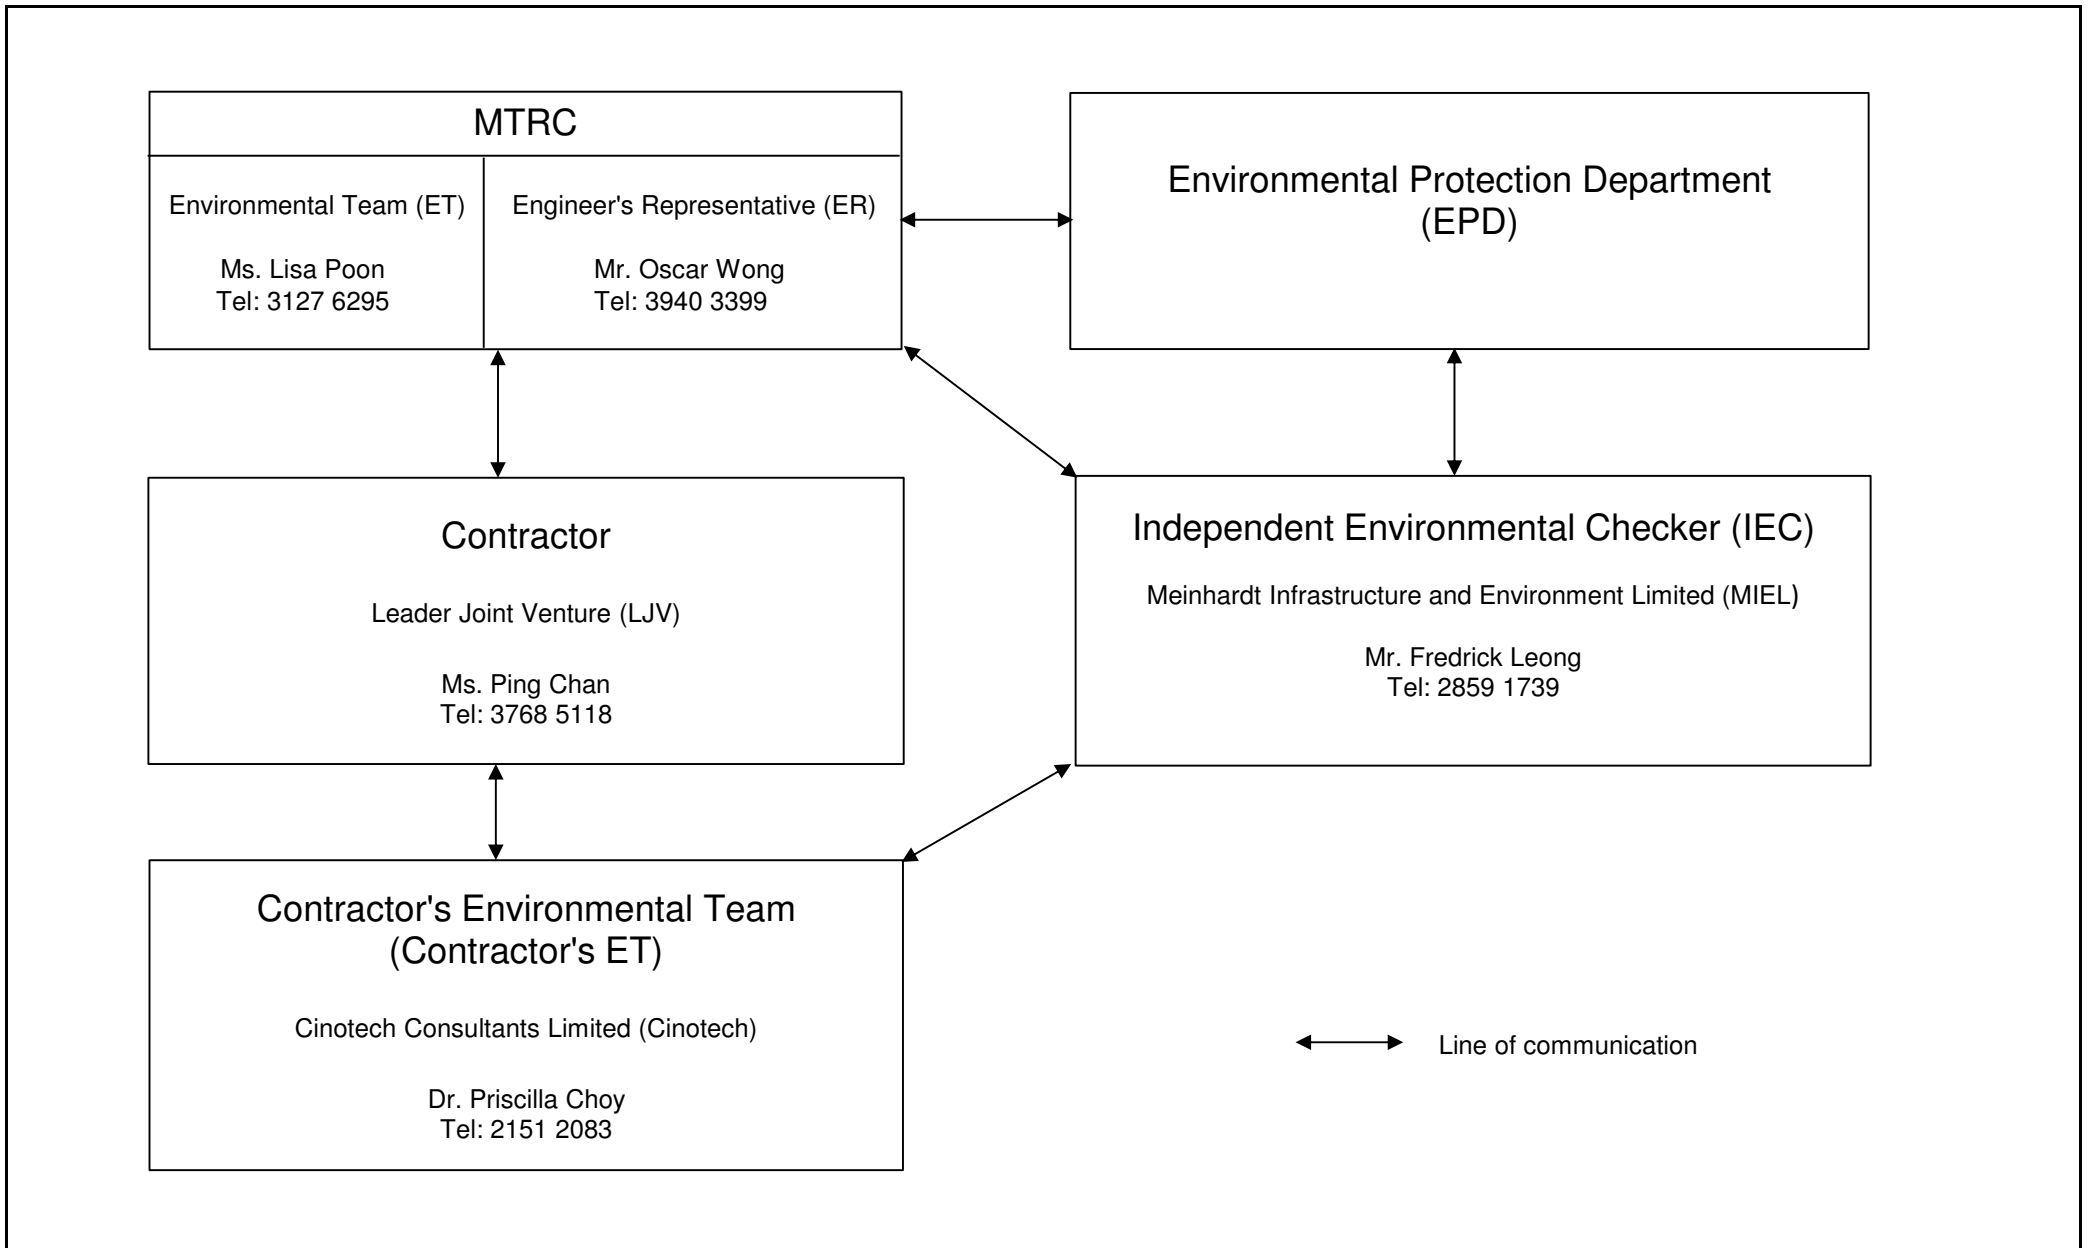 MTRC
Environmental Team (ET)
Ms. Lisa Poon
Tel: 3127 6295
Engineer's Representative (ER)
Mr. Oscar Wong
Tel: 3940 3399
Environmental Protection Department
(EPD)
Contractor
Leader Joint Venture (LJV)
Ms. Ping Chan
Tel: 3768 5118
Independent Environmental Checker (IEC)
Meinhardt Infrastructure and Environment Limited (MIEL)
Mr. Fredrick Leong
Tel: 2859 1739
Contractor's Environmental Team
(Contractor's ET)
Cinotech Consultants Limited (Cinotech)
Dr. Priscilla Choy
Tel: 2151 2083
Line of communication